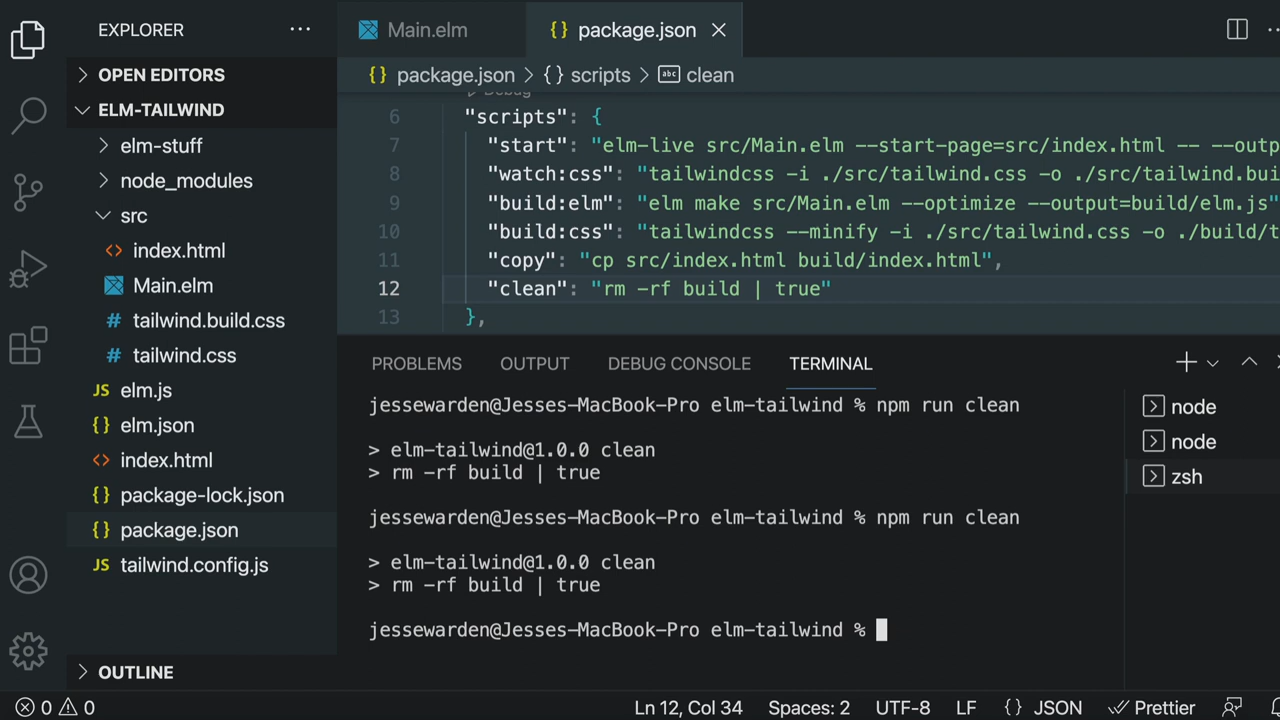 EXPLORER
OPEN EDITORS
ELM-TAILWIND
elm-stuff
node_modules
src
<> index.html
Main.elm
# tailwind.build.css
# tailwind.css
JS elm.js
{} elm.json
<> index.html
{} package-lock.json
{} package.json
JS tailwind.config.js
OUTLINE
Main.elm
{} package.json
{} package.json > {} scripts > abc clean
Debug
6 "scripts": {
7 "start": "elm-live src/Main.elm --start-page=src/index.html -- --outp
8 "watch:css": "tailwindcss -i ./src/tailwind.css -o ./src/tailwind.bui
9 "build:elm": "elm make src/Main.elm --optimize --output=build/elm.js"
10 "build:css": "tailwindcss --minify -i ./src/tailwind.css -o ./build/t
11 "copy": "cp src/index.html build/index.html",
12 "clean": "rm -rf build | true"
13 },
PROBLEMS OUTPUT DEBUG CONSOLE TERMINAL
jessewarden@Jesses-MacBook-Pro elm-tailwind % npm run clean
> elm-tailwind@1.0.0 clean
> rm -rf build | true
jessewarden@Jesses-MacBook-Pro elm-tailwind % npm run clean
> elm-tailwind@1.0.0 clean
> rm -rf build | true
jessewarden@Jesses-MacBook-Pro elm-tailwind %
node
node
zsh
0 0
Ln 12, Col 34 Spaces: 2 UTF-8 LF {} JSON Prettier